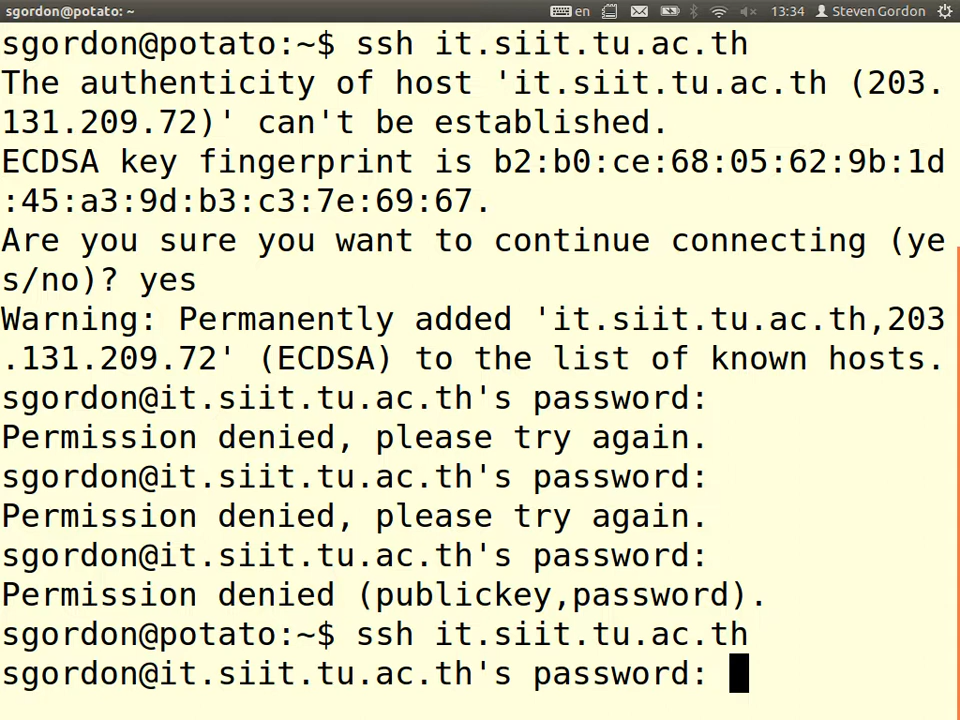 sgordon@potato: ~
en
13:34
Steven Gordon
sgordon@potato:~$ ssh it.siit.tu.ac.th
The authenticity of host 'it.siit.tu.ac.th (203.
131.209.72)' can't be established.
ECDSA key fingerprint is b2:b0:ce:68:05:62:9b:1d
:45:a3:9d:b3:c3:7e:69:67.
Are you sure you want to continue connecting (ye
s/no)? yes
Warning: Permanently added 'it.siit.tu.ac.th,203
.131.209.72' (ECDSA) to the list of known hosts.
sgordon@it.siit.tu.ac.th's password:
Permission denied, please try again.
sgordon@it.siit.tu.ac.th's password:
Permission denied, please try again.
sgordon@it.siit.tu.ac.th's password:
Permission denied (publickey,password).
sgordon@potato:~$ ssh it.siit.tu.ac.th
sgordon@it.siit.tu.ac.th's password: